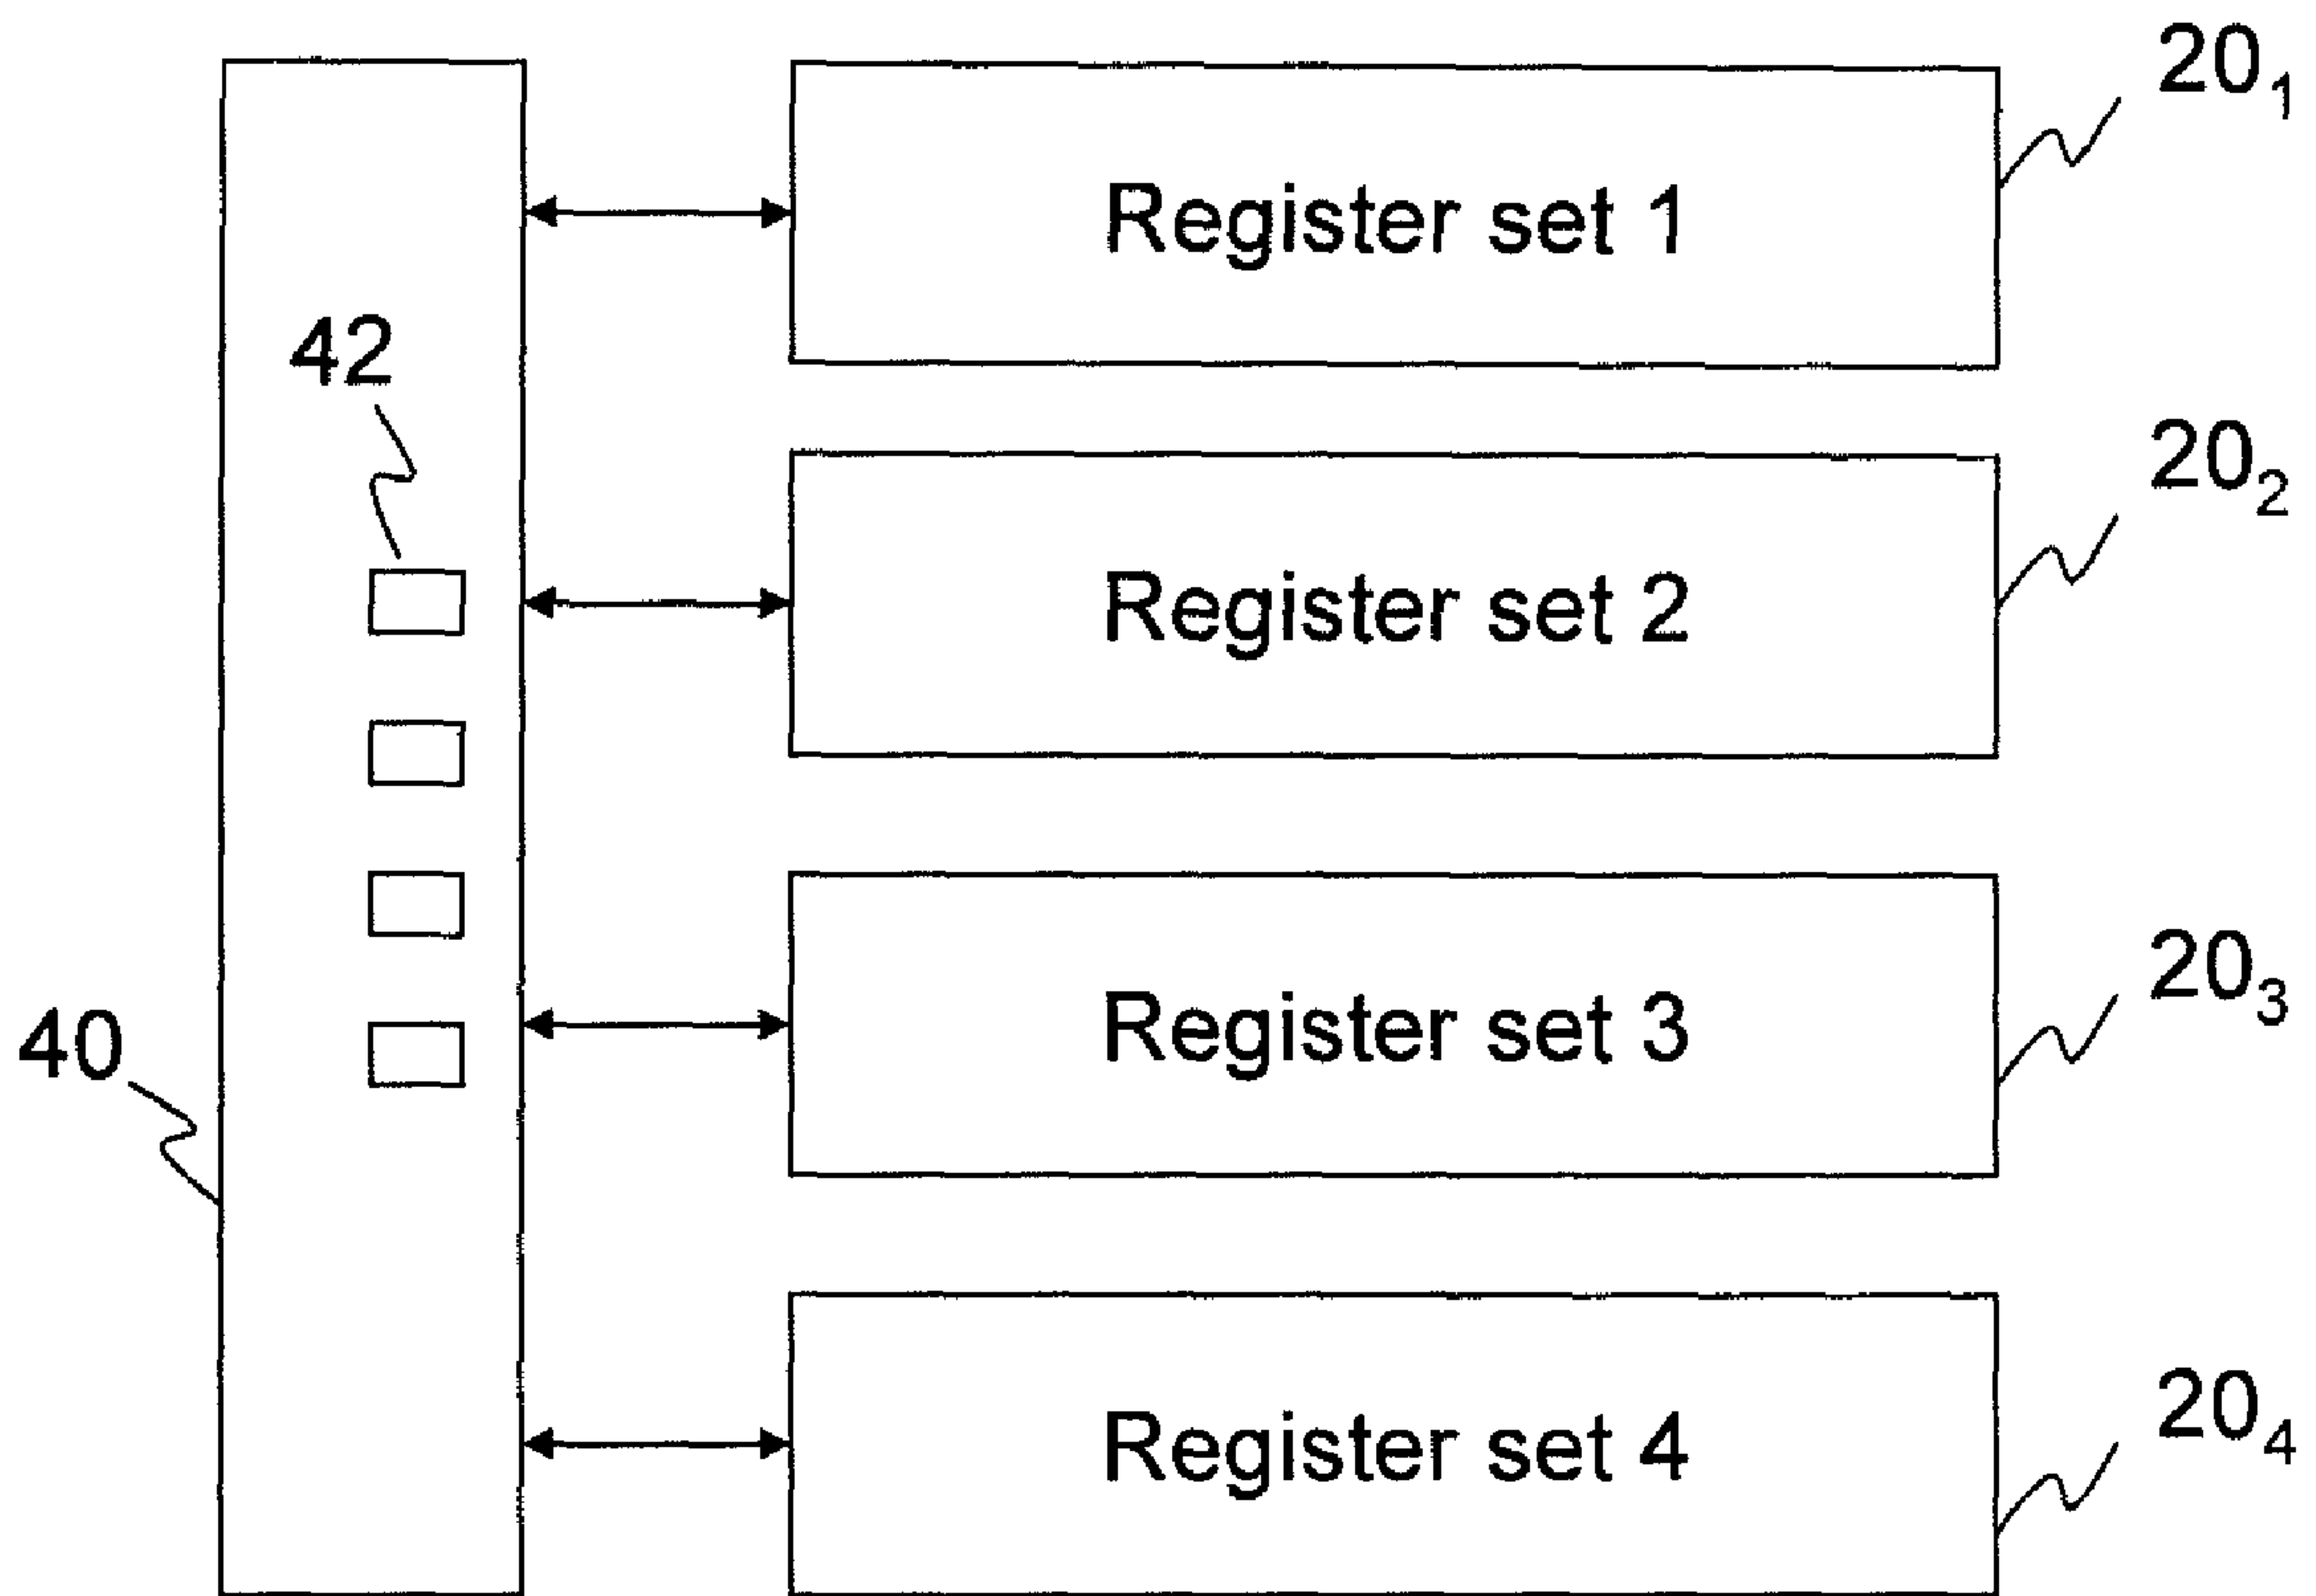 20₁
Register set 1
42
20₂
Register set 2
20₃
Register set 3
40
20₄
Register set 4